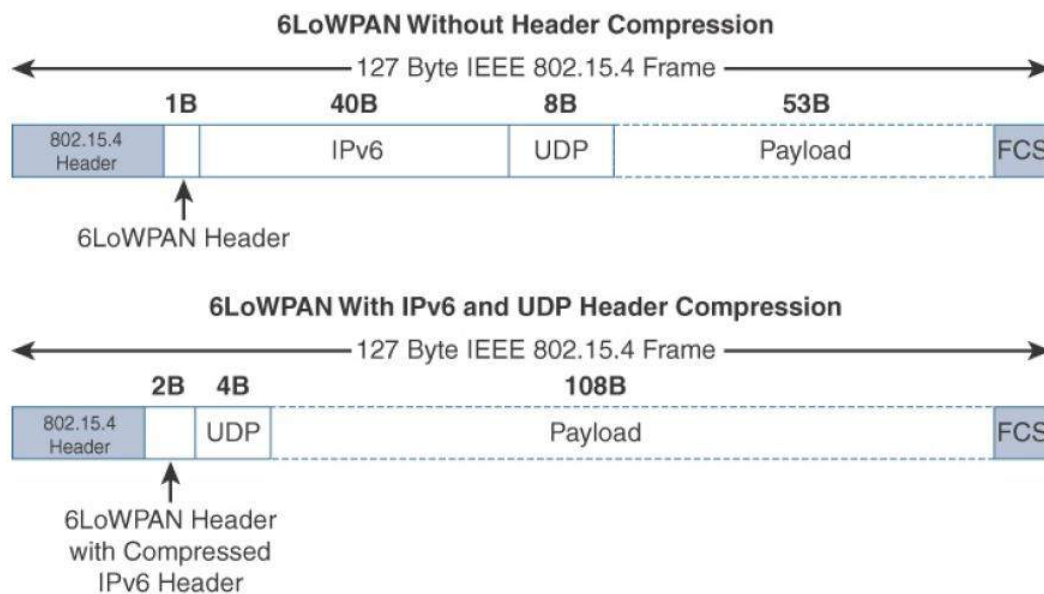 6LoWPAN Without Header Compression
127 Byte IEEE 802.15.4 Frame
1B 40B 8B 53B
802.15.4
Header
IPv6 UDP Payload FCS
6LoWPAN Header
6LoWPAN With IPv6 and UDP Header Compression
127 Byte IEEE 802.15.4 Frame
2B 4B 108B
802.15.4
Header
UDP Payload FCS
6LoWPAN Header
with Compressed
IPv6 Header